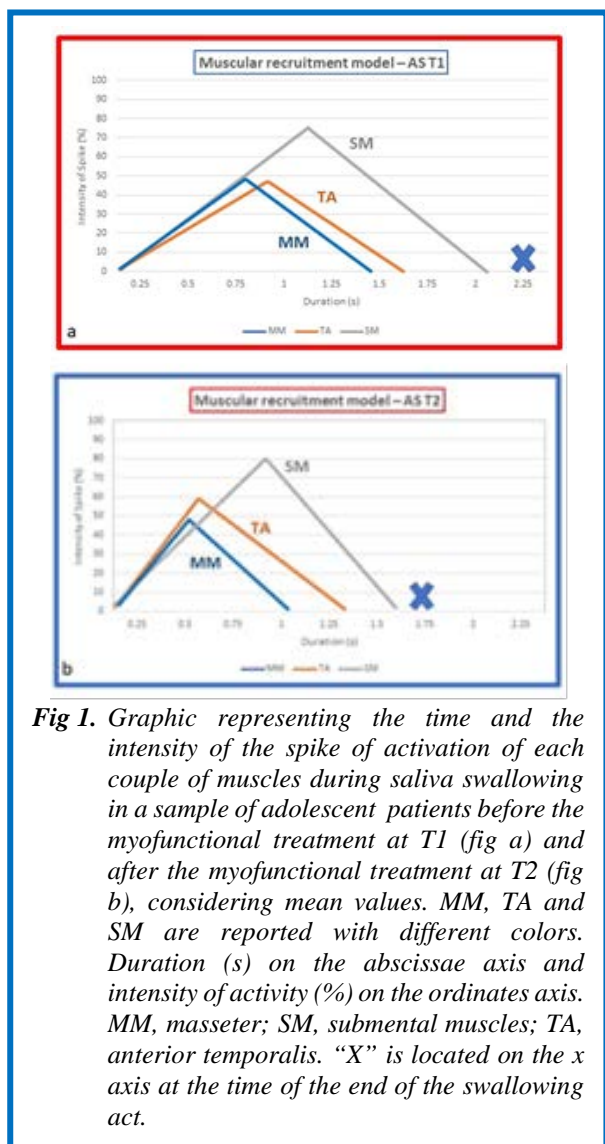 Muscular recruitment model – AS T1
100
90
80
70
60
50
40
30
20
10
0
Intensity of Spike (%)
SM
TA
MM
0.25 0.5 0.75 1 1.25 1.5 1.75 2 2.25
Duration (s)
a
MM TA SM
Muscular recruitment model – AS T2
100
90
80
70
60
50
40
30
20
10
0
Intensity of Spike (%)
SM
TA
MM
0.25 0.5 0.75 1 1.25 1.5 1.75 2 2.25
Duration (s)
b
MM TA SM
Fig 1. Graphic representing the time and the
intensity of the spike of activation of each
couple of muscles during saliva swallowing
in a sample of adolescent patients before the
myofunctional treatment at T1 (fig a) and
after the myofunctional treatment at T2 (fig
b), considering mean values. MM, TA and
SM are reported with different colors.
Duration (s) on the abscissae axis and
intensity of activity (%) on the ordinates axis.
MM, masseter; SM, submental muscles; TA,
anterior temporalis. “X” is located on the x
axis at the time of the end of the swallowing
act.